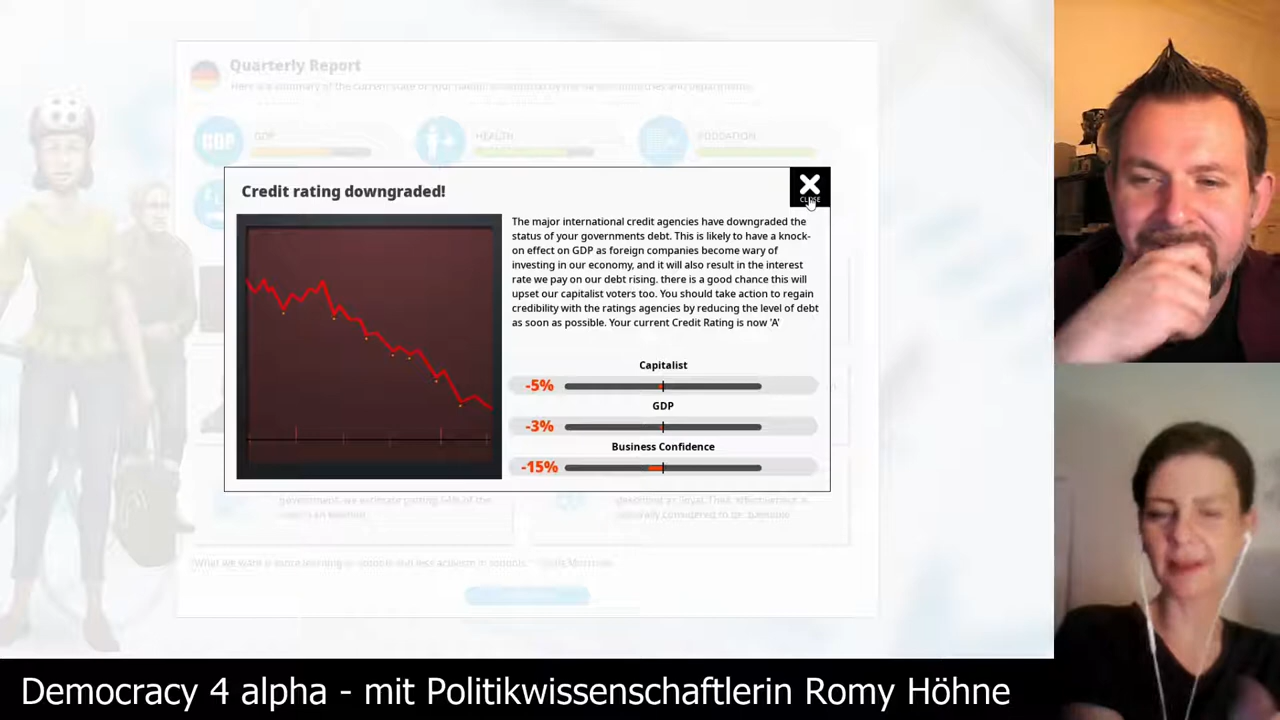 Quarterly Report
GDP
HEALTH
EDUCATION
Credit rating downgraded!
CLOSE
The major international credit agencies have downgraded the
status of your governments debt. This is likely to have a knock-
on effect on GDP as foreign companies become wary of
investing in our economy, and it will also result in the interest
rate we pay on our debt rising. there is a good chance this will
upset our capitalist voters too. You should take action to regain
credibility with the ratings agencies by reducing the level of debt
as soon as possible. Your current Credit Rating is now 'A'
Capitalist
-5%
GDP
-3%
Business Confidence
-15%
Democracy 4 alpha - mit Politikwissenschaftlerin Romy Höhne